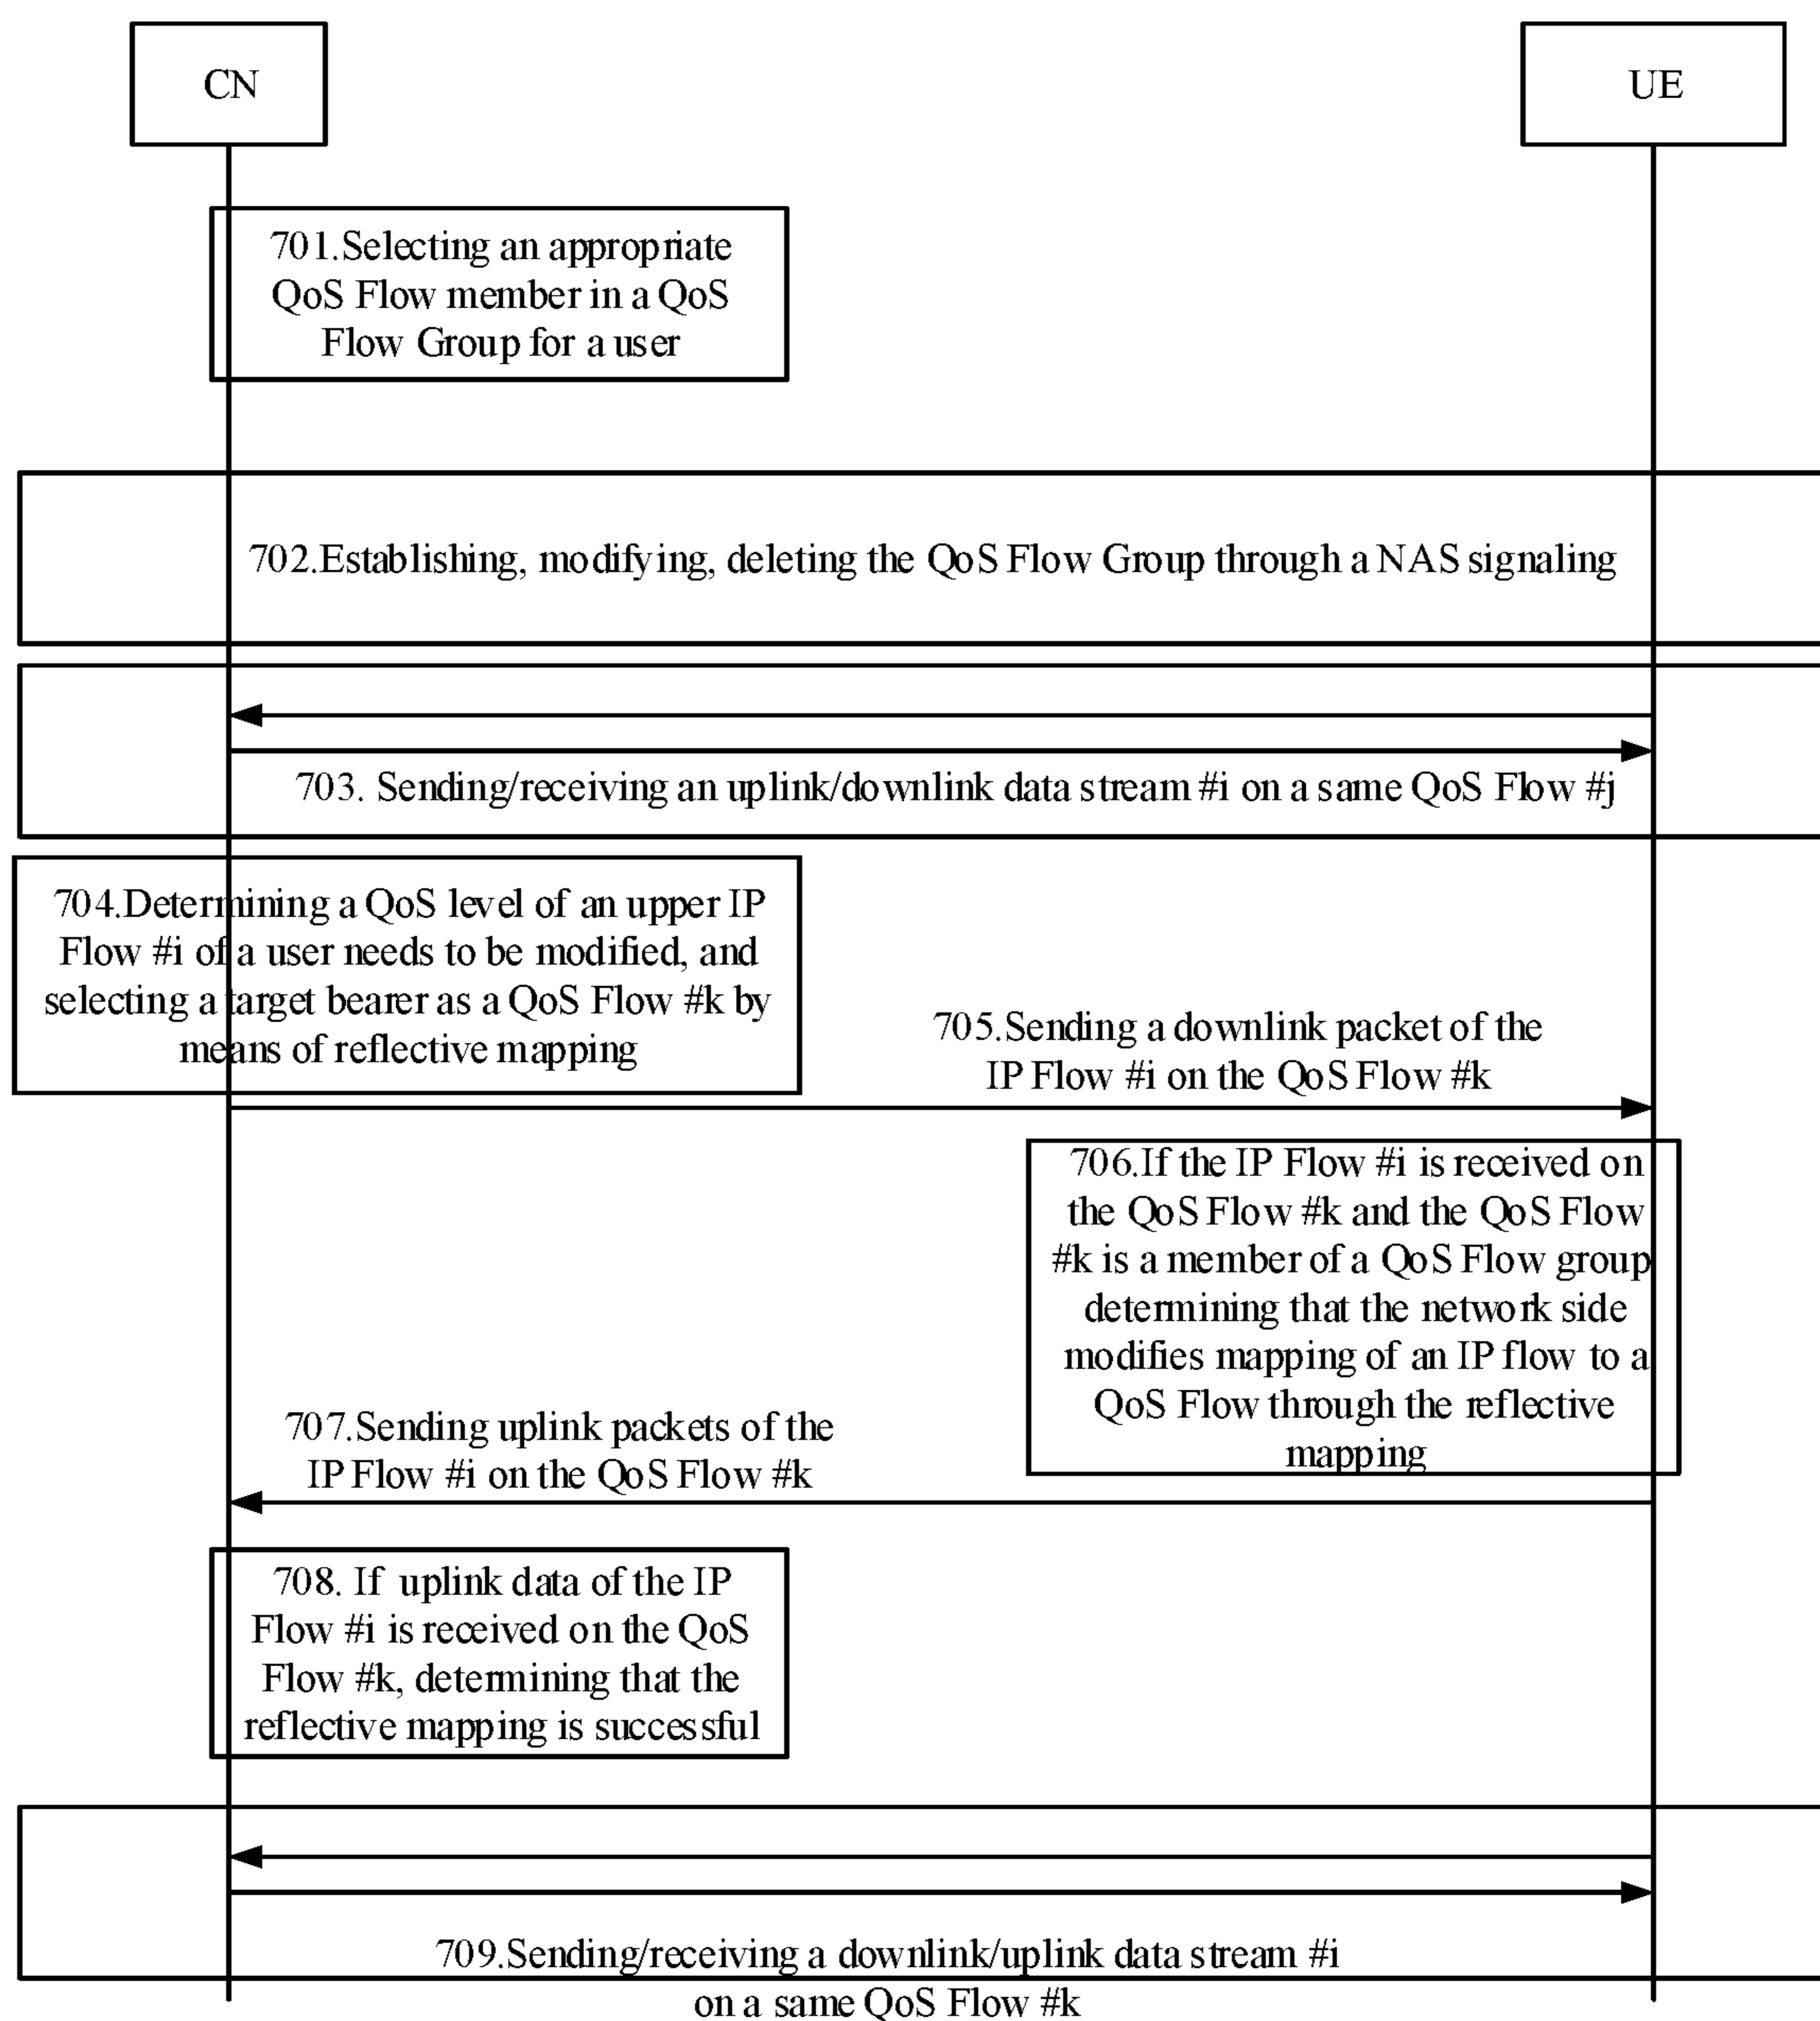 CN
UE
701.Selecting an appropriate
QoS Flow member in a QoS
Flow Group for a user
702.Establishing, modifying, deleting the QoS Flow Group through a NAS signaling
703. Sending/receiving an uplink/downlink data stream #i on a same QoS Flow #j
704.Determining a QoS level of an upper IP
Flow #i of a user needs to be modified, and
selecting a target bearer as a QoS Flow #k by
means of reflective mapping
705.Sending a downlink packet of the
IP Flow #i on the QoS Flow #k
706.If the IP Flow #i is received on
the QoS Flow #k and the QoS Flow
#k is a member of a QoS Flow group
determining that the network side
modifies mapping of an IP flow to a
QoS Flow through the reflective
mapping
707.Sending uplink packets of the
IP Flow #i on the QoS Flow #k
708. If uplink data of the IP
Flow #i is received on the QoS
Flow #k, determining that the
reflective mapping is successful
709.Sending/receiving a downlink/uplink data stream #i
on a same QoS Flow #k